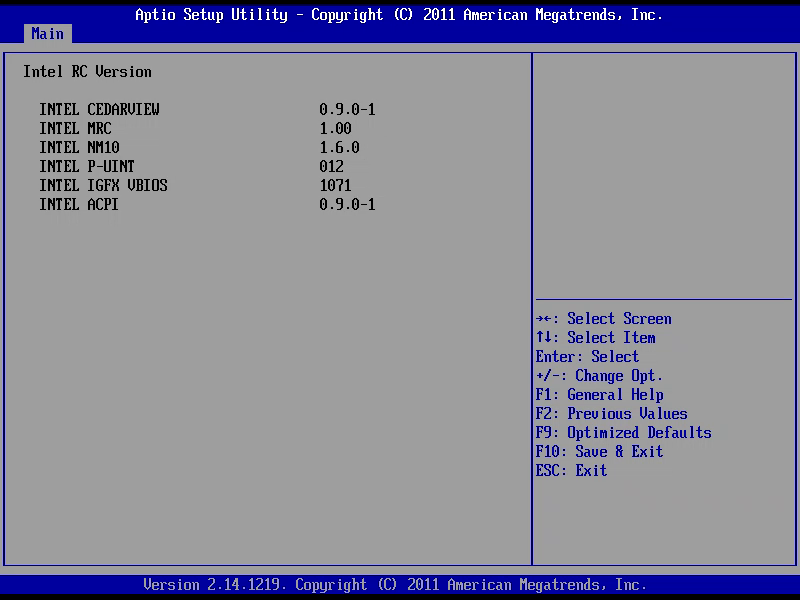 Aptio Setup Utility - Copyright (C) 2011 American Megatrends, Inc.
Main
Intel RC Version
INTEL CEDARVIEW 0.9.0-1
INTEL MRC 1.00
INTEL NM10 1.6.0
INTEL P-UINT 012
INTEL IGFX VBIOS 1071
INTEL ACPI 0.9.0-1
→←: Select Screen
↑↓: Select Item
Enter: Select
+/-: Change Opt.
F1: General Help
F2: Previous Values
F9: Optimized Defaults
F10: Save & Exit
ESC: Exit
Version 2.14.1219. Copyright (C) 2011 American Megatrends, Inc.